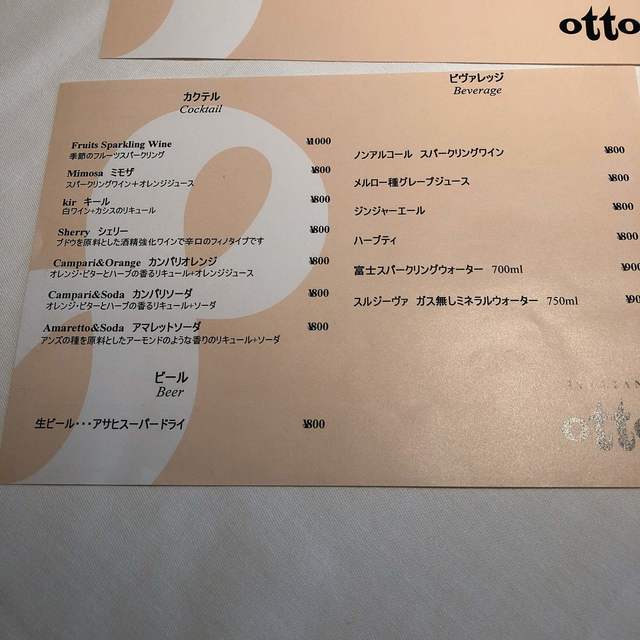 otto
カクテル
Cocktail
Fruits Sparkling Wine ¥1000
季節のフルーツスパークリング
Mimosa ミモザ ¥800
スパークリングワイン+オレンジジュース
kir キール ¥800
白ワイン+カシスのリキュール
Sherry シェリー ¥800
ブドウを原料とした酒精強化ワインで辛口のフィノタイプです
Campari&Orange カンパリオレンジ ¥800
オレンジ・ビターとハーブの香るリキュール+オレンジジュース
Campari&Soda カンパリソーダ ¥800
オレンジ・ビターとハーブの香るリキュール+ソーダ
Amaretto&Soda アマレットソーダ ¥800
アンズの種を原料としたアーモンドのような香りのリキュール+ソーダ
ビール
Beer
生ビール・・・アサヒスーパードライ ¥800
ビヴァレッジ
Beverage
ノンアルコール スパークリングワイン ¥800
メルロー種グレープジュース ¥800
ジンジャーエール ¥800
ハーブティ ¥800
富士スパークリングウォーター 700ml ¥900
スルジーヴァ ガス無しミネラルウォーター 750ml
otto